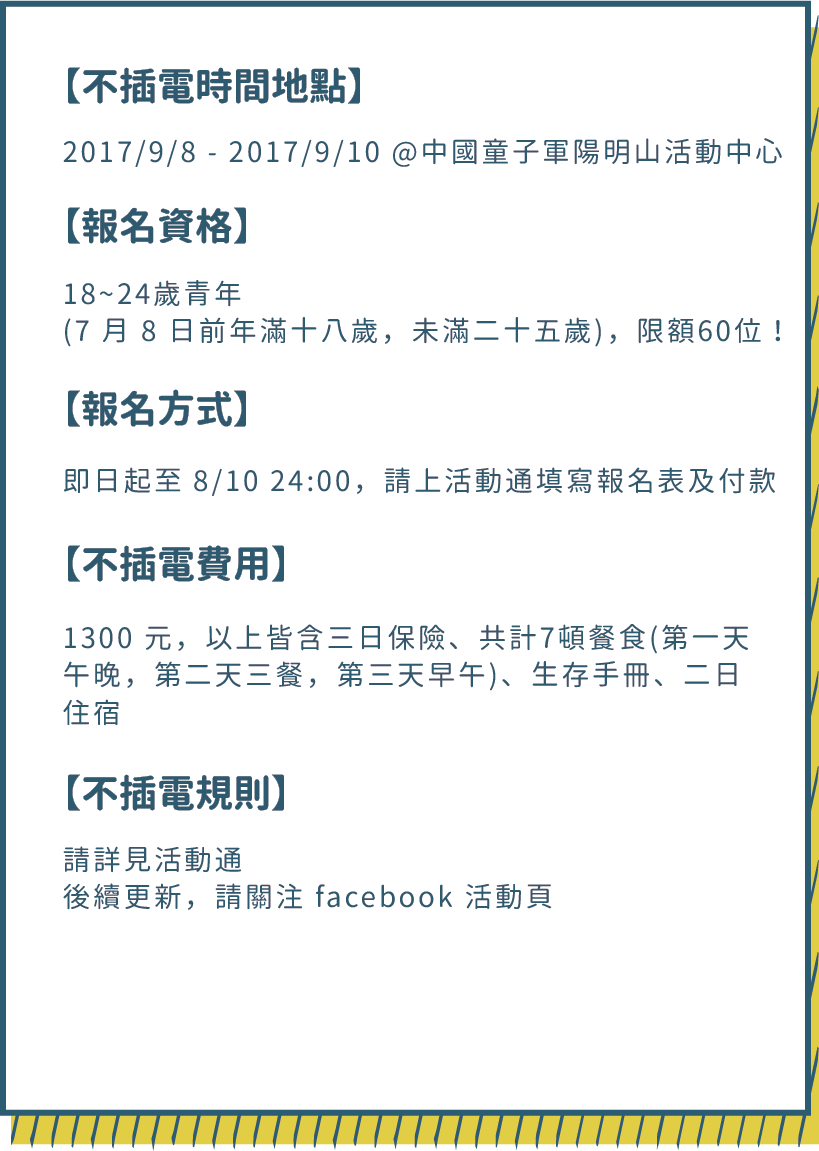 【不插電時間地點】
2017/9/8 - 2017/9/10 @中國童子軍陽明山活動中心
【報名資格】
18~24歲青年
(7 月 8 日前年滿十八歲，未滿二十五歲)，限額60位！
【報名方式】
即日起至 8/10 24:00，請上活動通填寫報名表及付款
【不插電費用】
1300 元，以上皆含三日保險、共計7頓餐食(第一天
午晚，第二天三餐，第三天早午)、生存手冊、二日
住宿
【不插電規則】
請詳見活動通
後續更新，請關注 facebook 活動頁